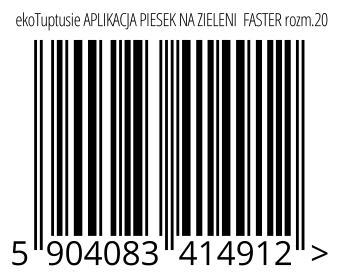 ekoTuptusie APLIKACJA PIESEK NA ZIELENI  FASTER rozm.20
5 904083 414912 >